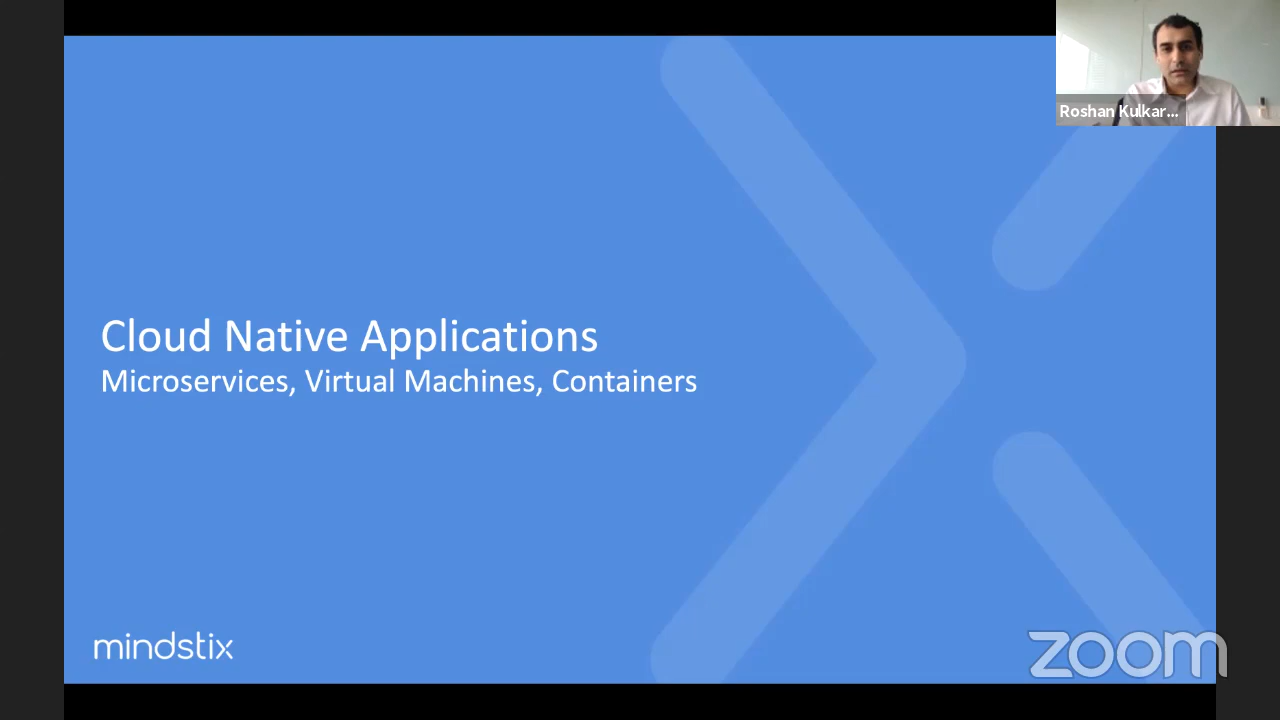 Roshan Kulkar...
Cloud Native Applications
Microservices, Virtual Machines, Containers
mindstix
zoom